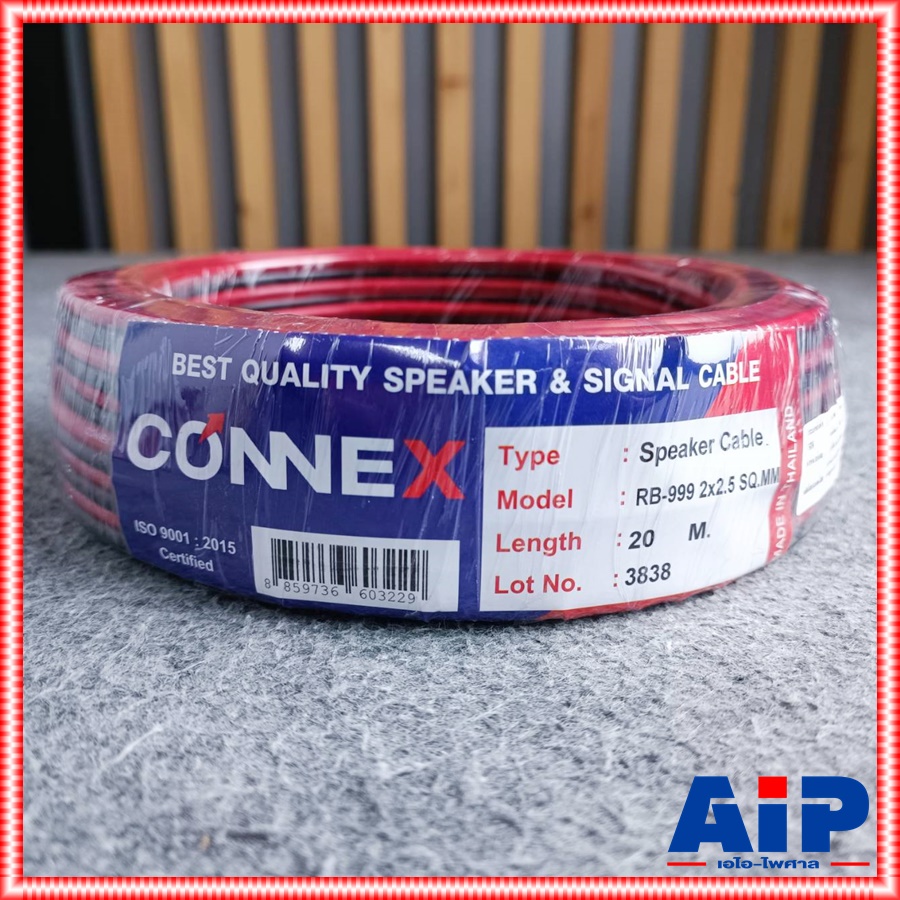 BEST QUALITY SPEAKER & SIGNAL CABLE
CONNEX
Type : Speaker Cable.
Model : RB-999 2x2.5 SQ.MM
Length : 20 M.
Lot No. : 3838
ISO 9001 : 2015
Certified
8 859736 603229
MADE IN THAILAND
AiP
เอไอ-ไพศาล